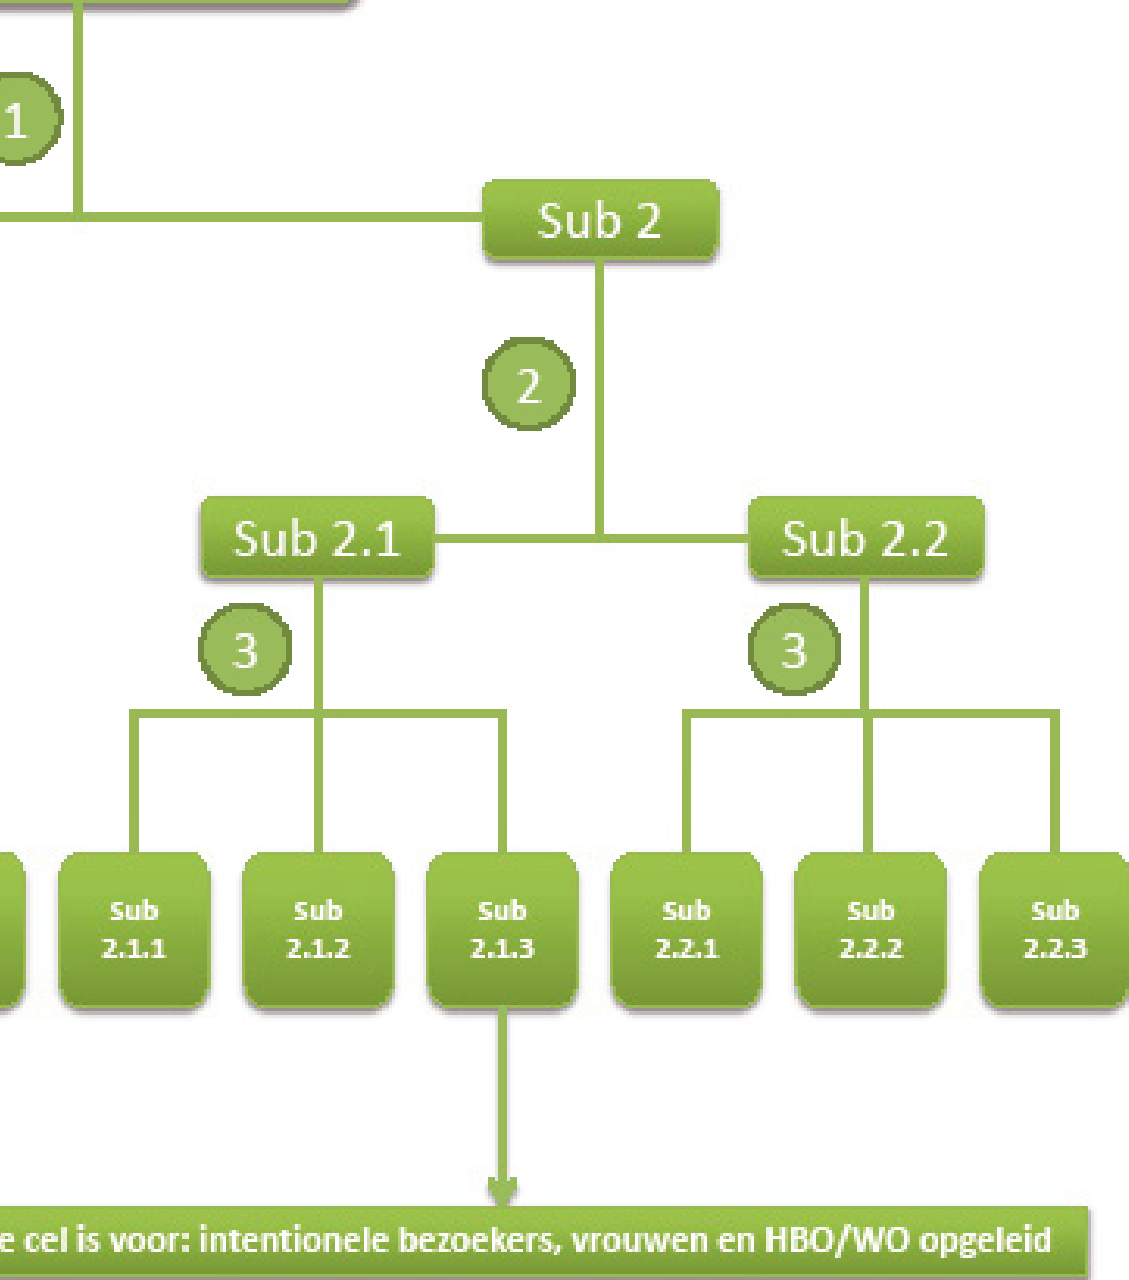 1
Sub 2
2
Sub 2.1
Sub 2.2
3
3
Sub
2.1.1
Sub
2.1.2
Sub
2.1.3
Sub
2.2.1
Sub
2.2.2
Sub
2.2.3
e cel is voor: intentionele bezoekers, vrouwen en HBO/WO opgeleid